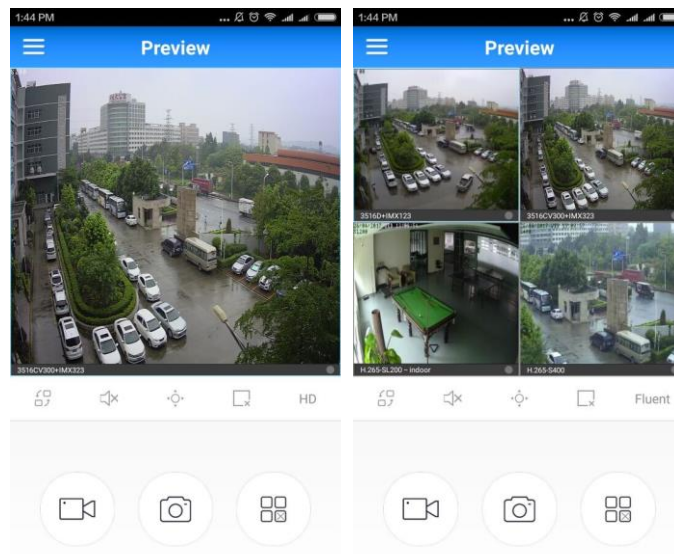 1:44 PM
Preview
3516CV300+IMX323
HD
1:44 PM
Preview
3516D+IMX123
3516CV300+IMX323
H.265-SL200 - indoor
H.265-S400
Fluent